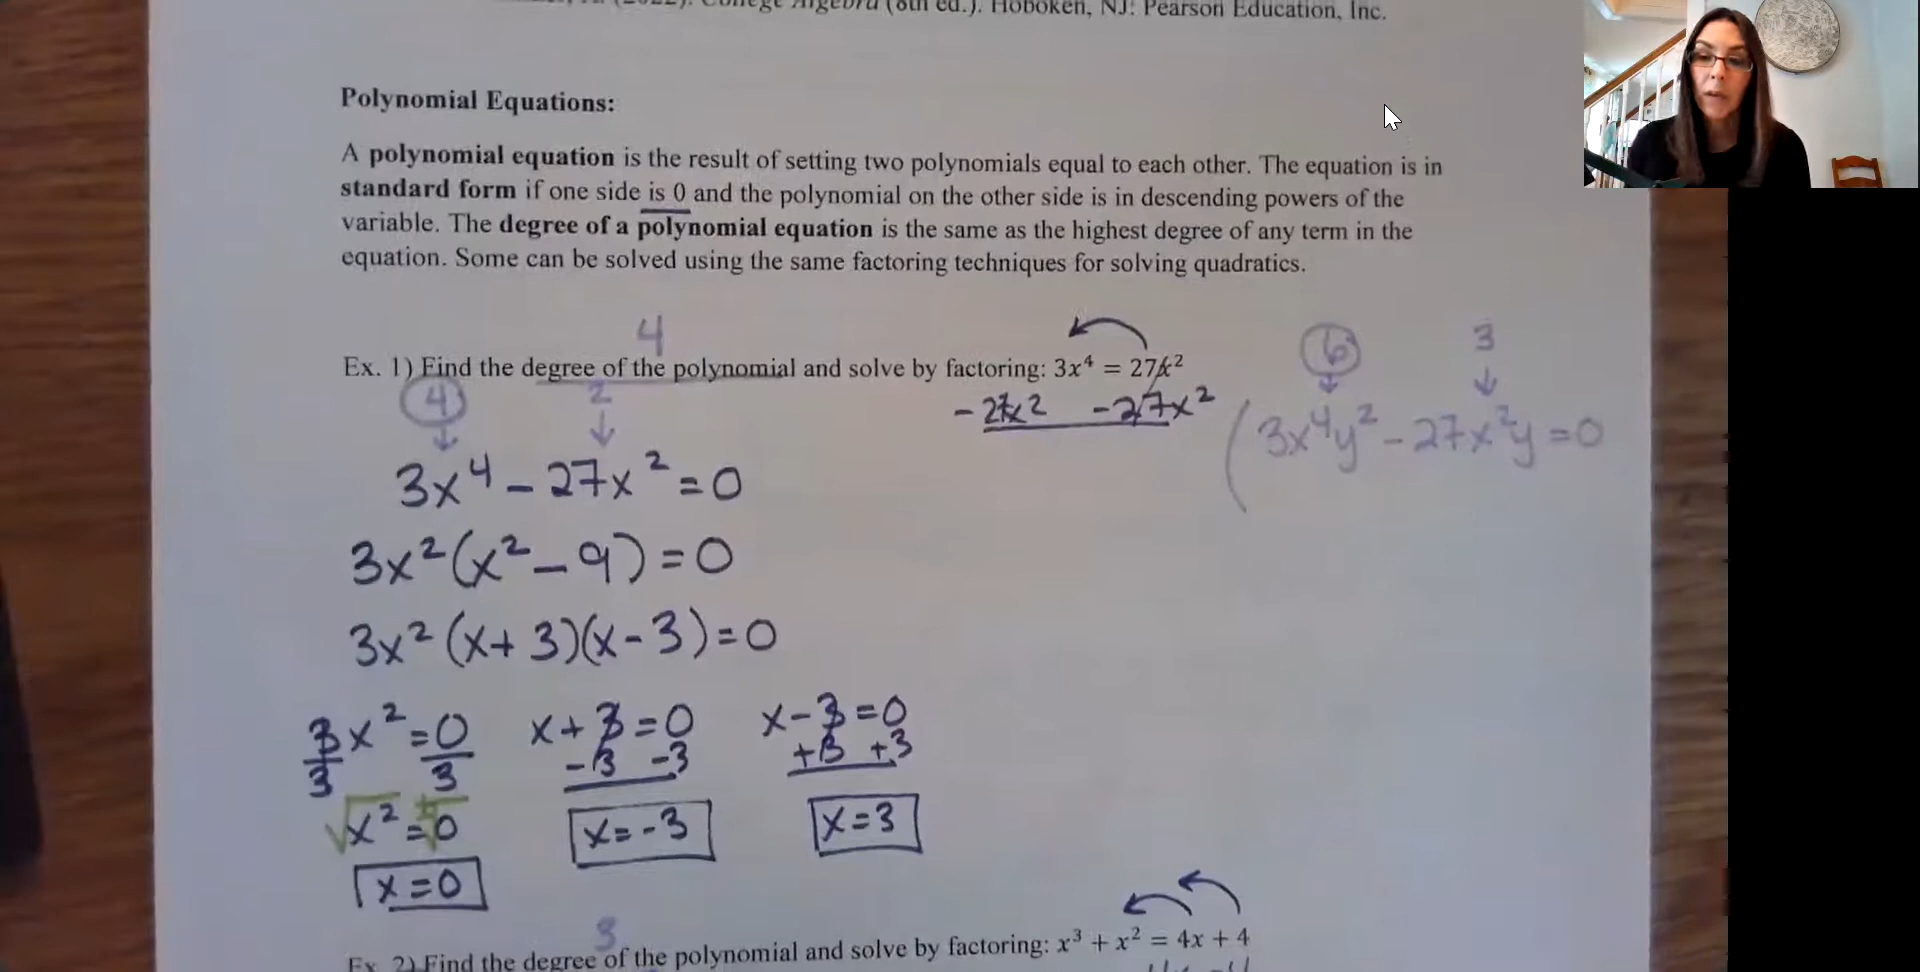 College Algebra (8th ed.). Hoboken, NJ: Pearson Education, Inc.
Polynomial Equations:
A polynomial equation is the result of setting two polynomials equal to each other. The equation is in
standard form if one side is 0 and the polynomial on the other side is in descending powers of the
variable. The degree of a polynomial equation is the same as the highest degree of any term in the
equation. Some can be solved using the same factoring techniques for solving quadratics.
4
Ex. 1) Find the degree of the polynomial and solve by factoring: 3x⁴ = 27x²
-27x² -27x²
6 3
(3x⁴y² - 27x²y = 0
4 2
3x⁴ - 27x² = 0
3x²(x² - 9) = 0
3x²(x + 3)(x - 3) = 0
3x² = 0 x + 3 = 0 x - 3 = 0
3 3 -3 -3 +3 +3
√x² = ±√0 x = -3 x = 3
x = 0
3
Ex. 2) Find the degree of the polynomial and solve by factoring: x³ + x² = 4x + 4